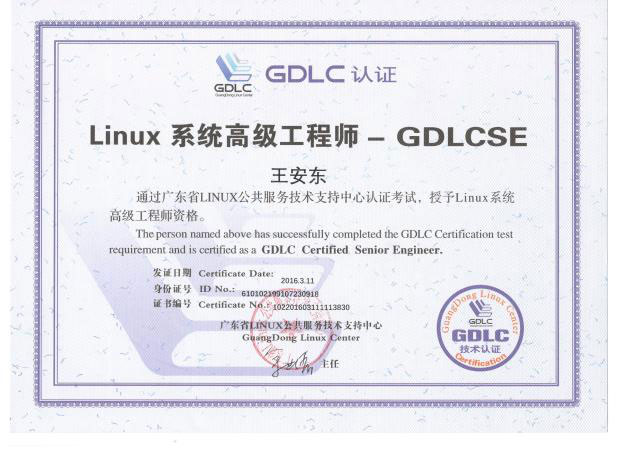 GDLC
GuangDong Linux Center
GDLC 认证
Linux 系统高级工程师 – GDLCSE
王安东
通过广东省LINUX公共服务技术支持中心认证考试，授予Linux系统
高级工程师资格。
The person named above has successfully completed the GDLC Certification test
requirement and is certified as a GDLC Certified Senior Engineer.
发证日期 Certificate Date: 2016.3.11
身份证号 ID No.: 610102199107230918
证书编号 Certificate No.: 102201603111113830
广东省LINUX公共服务技术支持中心
GuangDong Linux Center
主任
GuangDong Linux Center
GDLC
GDLC
技术认证
Certification